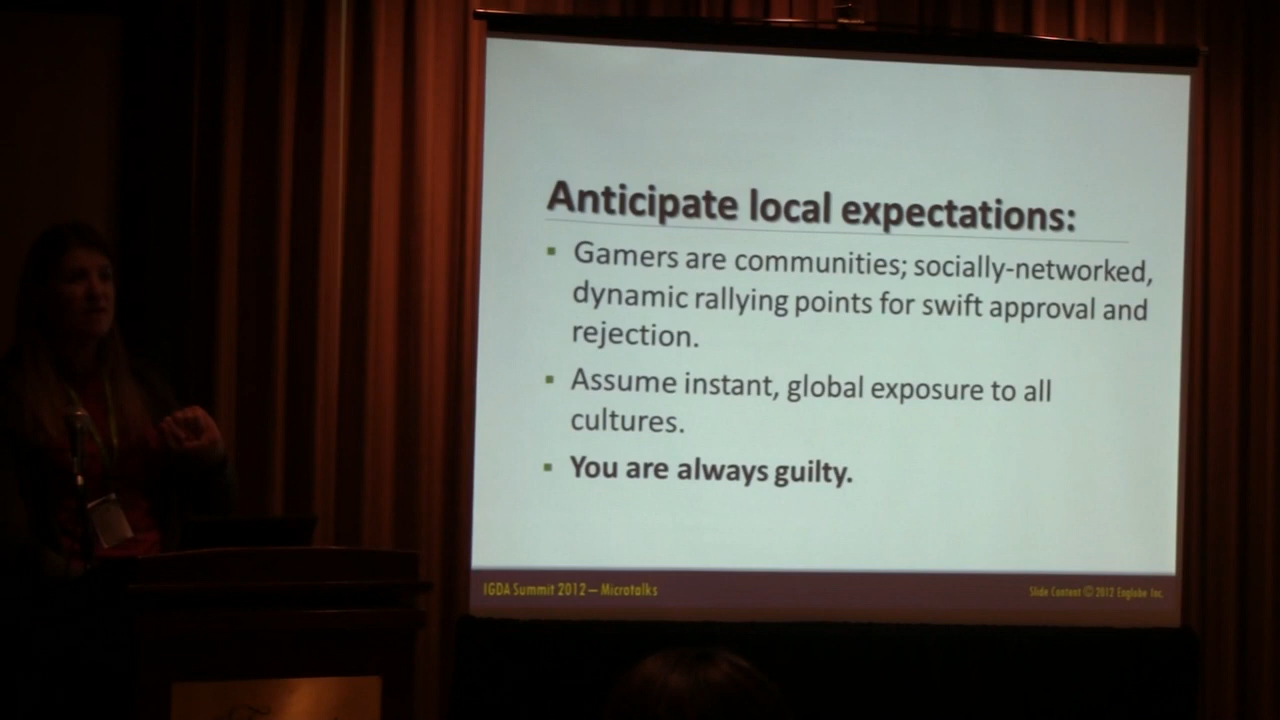 Anticipate local expectations:
Gamers are communities; socially-networked,
dynamic rallying points for swift approval and
rejection.
Assume instant, global exposure to all
cultures.
You are always guilty.
IGDA Summit 2012 – Microtalks
Slide Content © 2012 Englobe Inc.